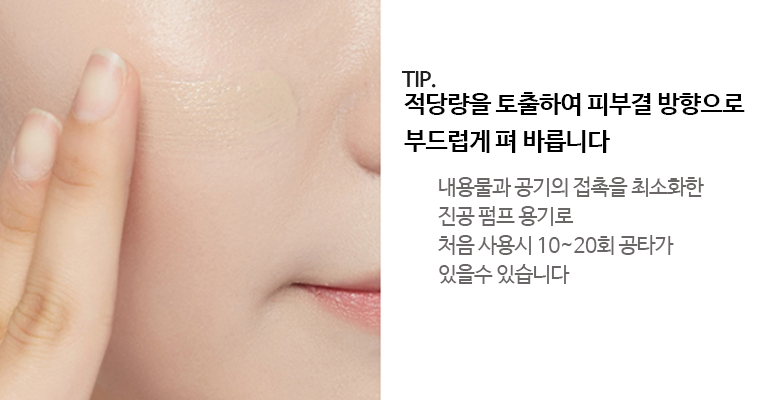 TIP.
적당량을 토출하여 피부결 방향으로
부드럽게 펴 바릅니다
내용물과 공기의 접촉을 최소화한
진공 펌프 용기로
처음 사용시 10~20회 공타가
있을수 있습니다